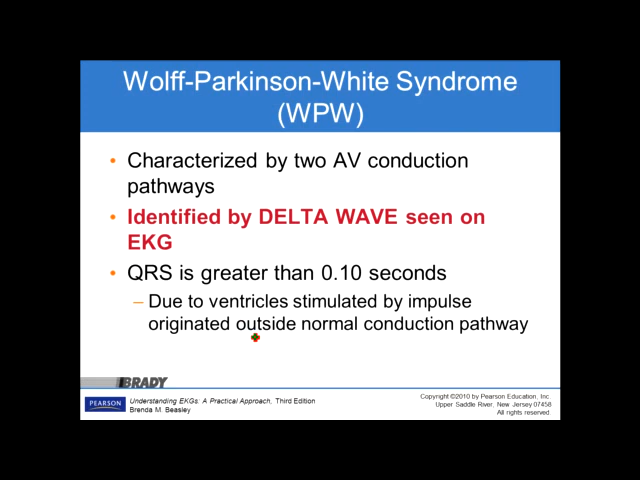 Wolff-Parkinson-White Syndrome
(WPW)
• Characterized by two AV conduction
pathways
• Identified by DELTA WAVE seen on
EKG
• QRS is greater than 0.10 seconds
– Due to ventricles stimulated by impulse
originated outside normal conduction pathway
BRADY
PEARSON
Understanding EKGs: A Practical Approach, Third Edition
Brenda M. Beasley
Copyright ©2010 by Pearson Education, Inc.
Upper Saddle River, New Jersey 07458
All rights reserved.